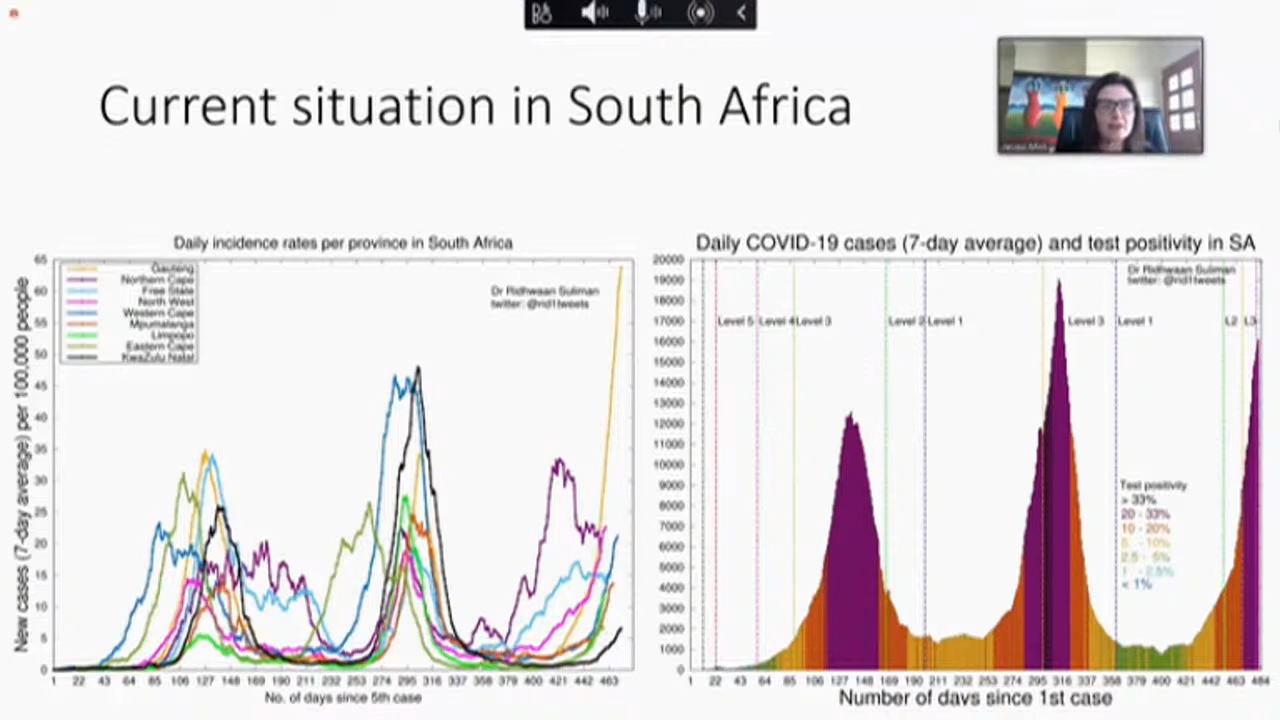 Current situation in South Africa
Daily incidence rates per province in South Africa
New cases (7-day average) per 100,000 people
65
60
55
50
45
40
35
30
25
20
15
10
5
0
Gauteng
Northern Cape
Free State
North West
Western Cape
Mpumalanga
Limpopo
Eastern Cape
KwaZulu Natal
Dr Ridhwaan Suliman
twitter: @rid1tweets
1 22 43 64 85 106 127 148 169 190 211 232 253 274 295 316 337 358 379 400 421 442 463
No. of days since 5th case
Daily COVID-19 cases (7-day average) and test positivity in SA
20000
19000
18000
17000
16000
15000
14000
13000
12000
11000
10000
9000
8000
7000
6000
5000
4000
3000
2000
1000
0
Dr Ridhwaan Suliman
twitter: @rid1tweets
Level 5 Level 4 Level 3 Level 2 Level 1 Level 3 Level 1 L2 L3
Test positivity
> 33%
20 - 33%
10 - 20%
5 - 10%
2.5 - 5%
1 - 2.5%
< 1%
1 22 43 64 85 106 127 148 169 190 211 232 253 274 295 316 337 358 379 400 421 442 463 484
Number of days since 1st case